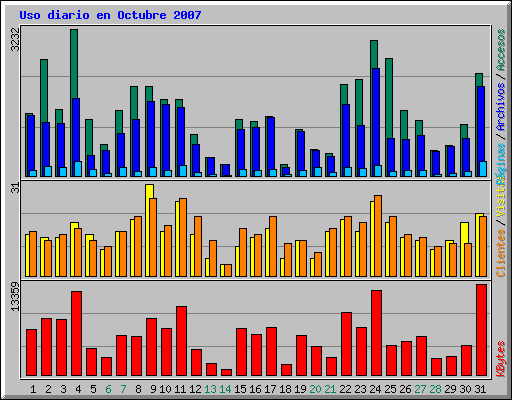 Uso diario en Octubre 2007
3232
31
13359
KBytes Clientes / Visitas / Páginas / Archivos / Accesos
1 2 3 4 5 6 7 8 9 10 11 12 13 14 15 16 17 18 19 20 21 22 23 24 25 26 27 28 29 30 31